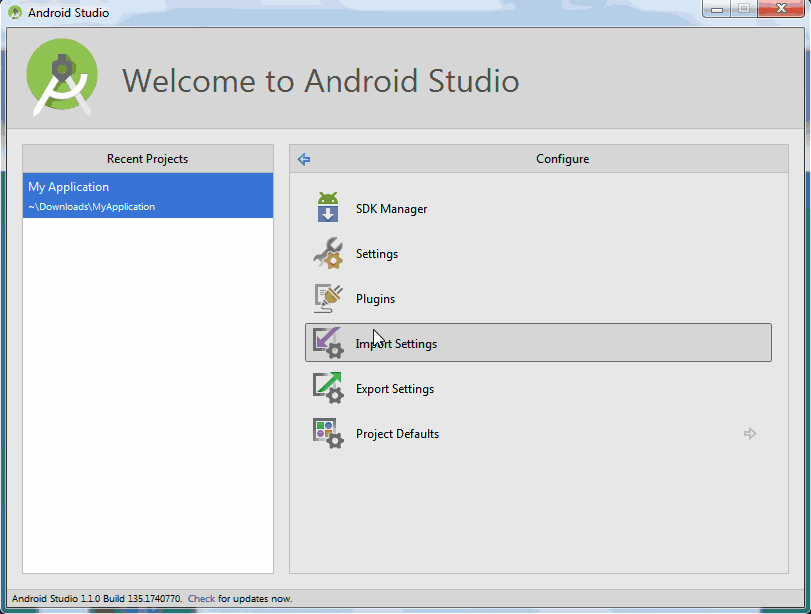 Android Studio
Welcome to Android Studio
Recent Projects
My Application
~\Downloads\MyApplication
Configure
SDK Manager
Settings
Plugins
Import Settings
Export Settings
Project Defaults
Android Studio 1.1.0 Build 135.1740770. Check for updates now.